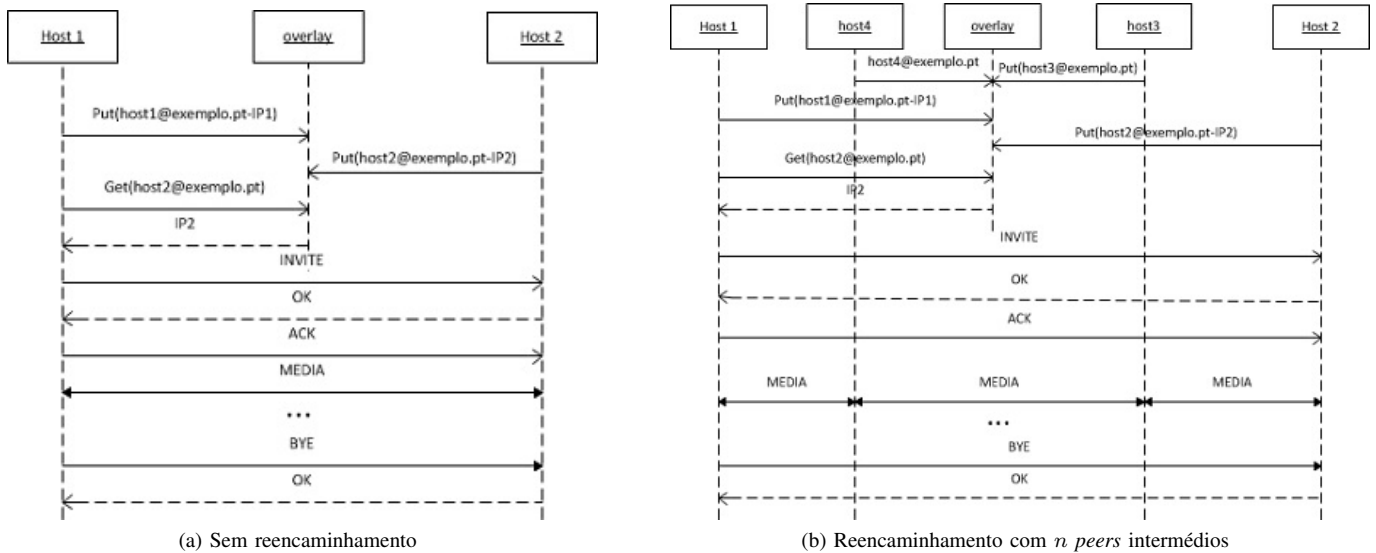 Host 1
overlay
Host 2
Put(host1@exemplo.pt-IP1)
Put(host2@exemplo.pt-IP2)
Get(host2@exemplo.pt)
IP2
INVITE
OK
ACK
MEDIA
...
BYE
OK
(a) Sem reencaminhamento
Host 1
host4
overlay
host3
Host 2
host4@exemplo.pt
Put(host3@exemplo.pt)
Put(host1@exemplo.pt-IP1)
Put(host2@exemplo.pt-IP2)
Get(host2@exemplo.pt)
IP2
INVITE
OK
ACK
MEDIA
MEDIA
MEDIA
...
BYE
OK
(b) Reencaminhamento com n peers intermédios